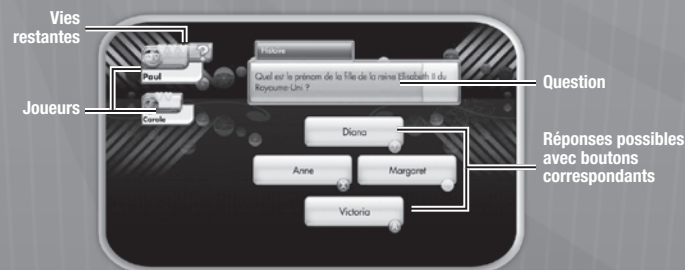 Vies
restantes
?
Histoire
Paul
Quel est le prénom de la fille de la reine Elisabeth II du
Royaume-Uni ?
Question
Joueurs
Carole
Diana
Y
Réponses possibles
avec boutons
correspondants
Anne
Margaret
X
Victoria
A